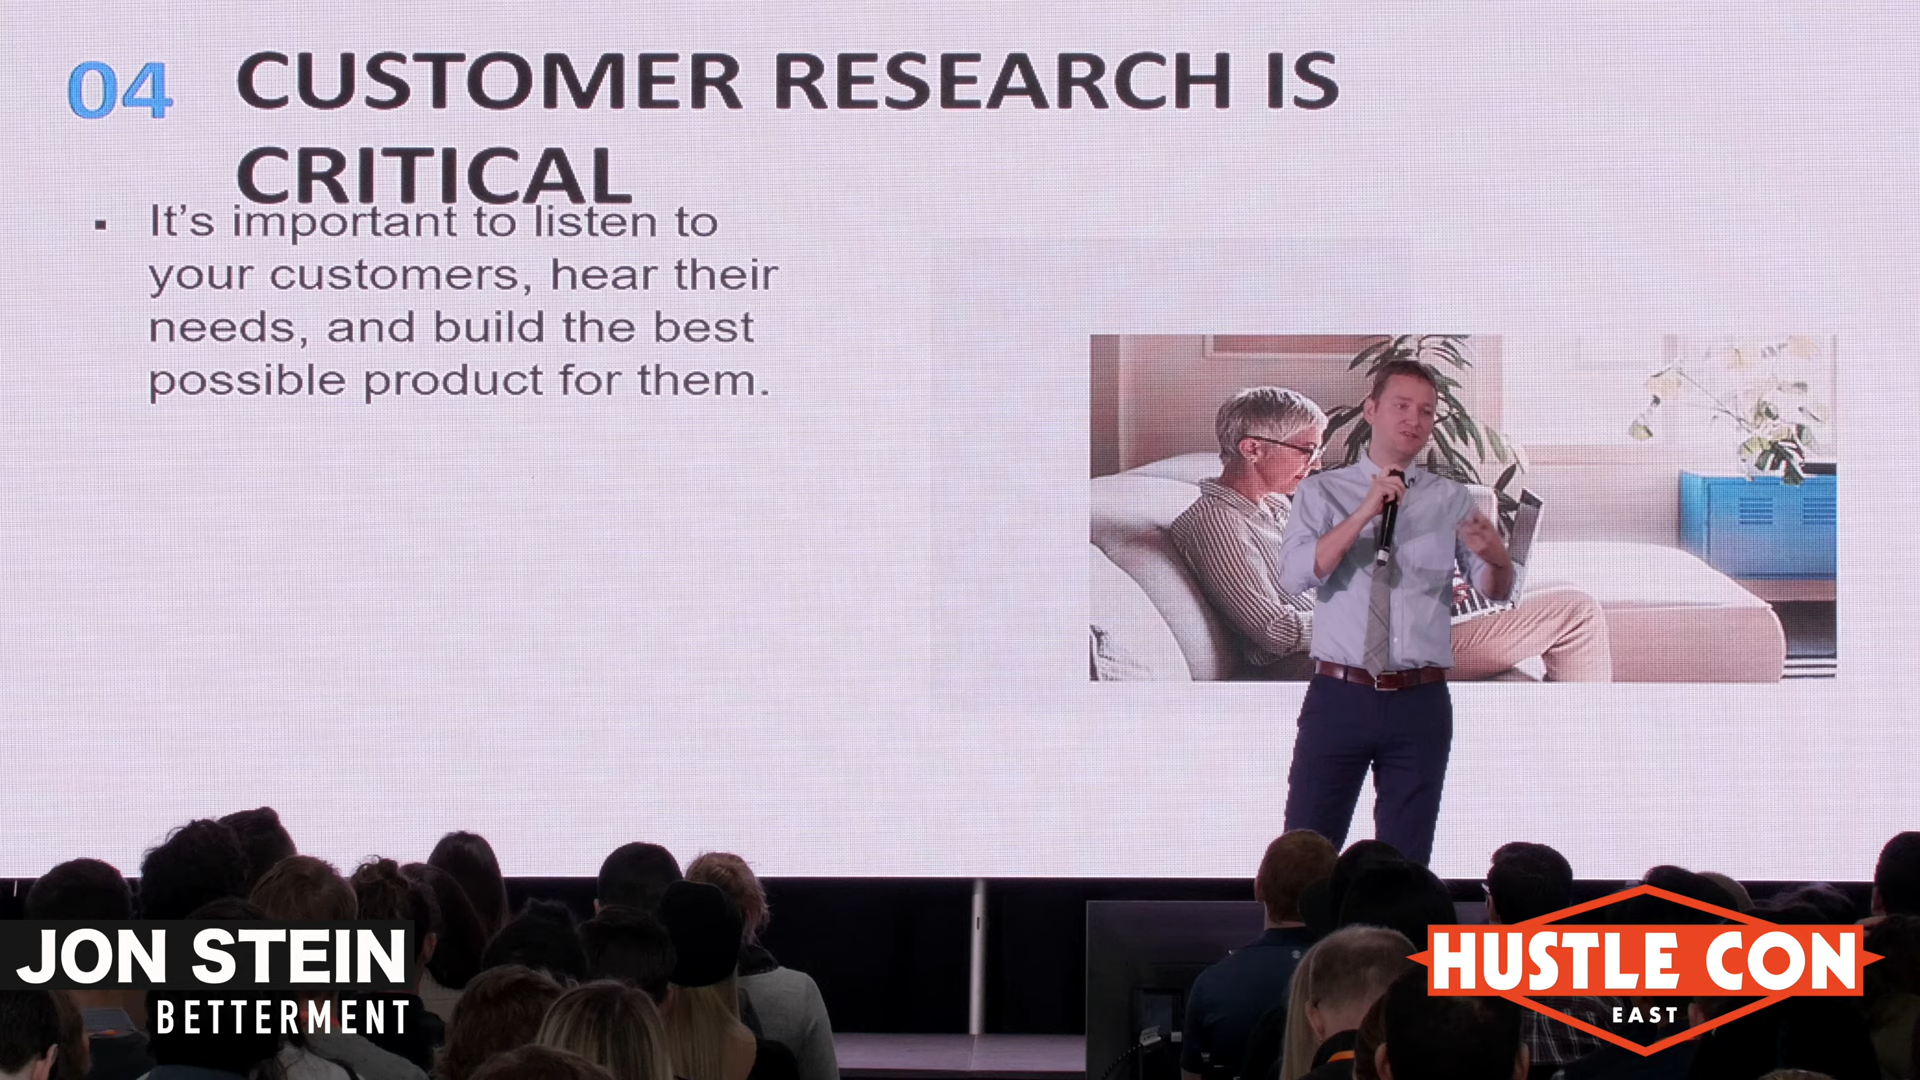 04 CUSTOMER RESEARCH IS
CRITICAL
▪ It’s important to listen to
your customers, hear their
needs, and build the best
possible product for them.
JON STEIN
BETTERMENT
HUSTLE CON
EAST